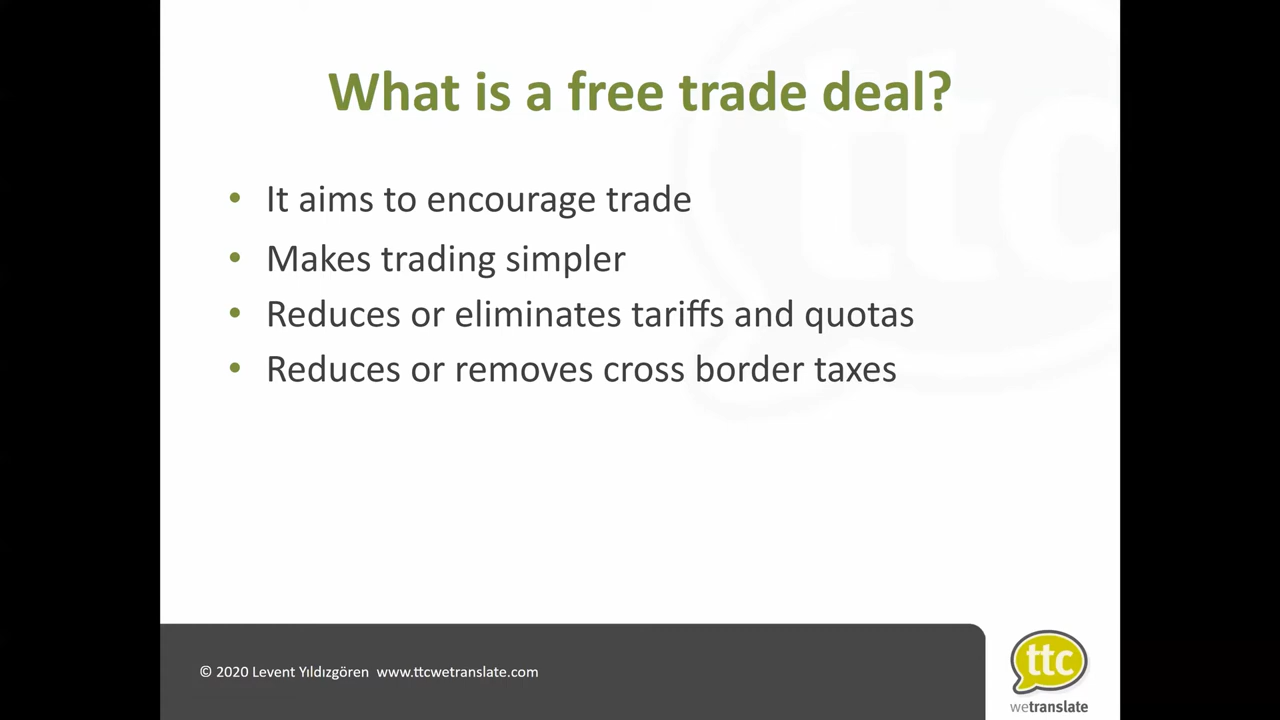 What is a free trade deal?
• It aims to encourage trade
• Makes trading simpler
• Reduces or eliminates tariffs and quotas
• Reduces or removes cross border taxes
© 2020 Levent Yıldızgören www.ttcwetranslate.com
ttc
wetranslate
ttc